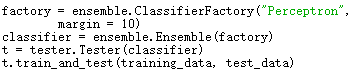 factory = ensemble.ClassifierFactory("Perceptron",
        margin = 10)
classifier = ensemble.Ensemble(factory)
t = tester.Tester(classifier)
t.train_and_test(training_data, test_data)